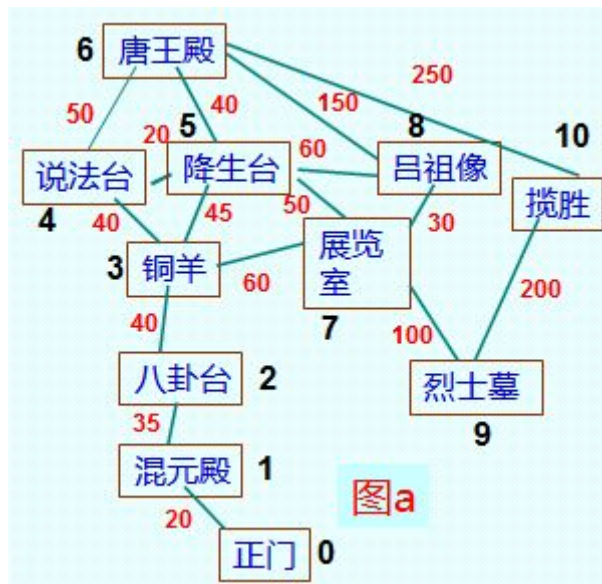 6 唐王殿
250
50 40 150
5 8 10
20 60
说法台 降生台 吕祖像 揽胜
4 40 45 50 30
3 铜羊 展览
室
60 7 200
40 100
八卦台 2 烈士墓
35 9
混元殿 1
20 图a
正门 0